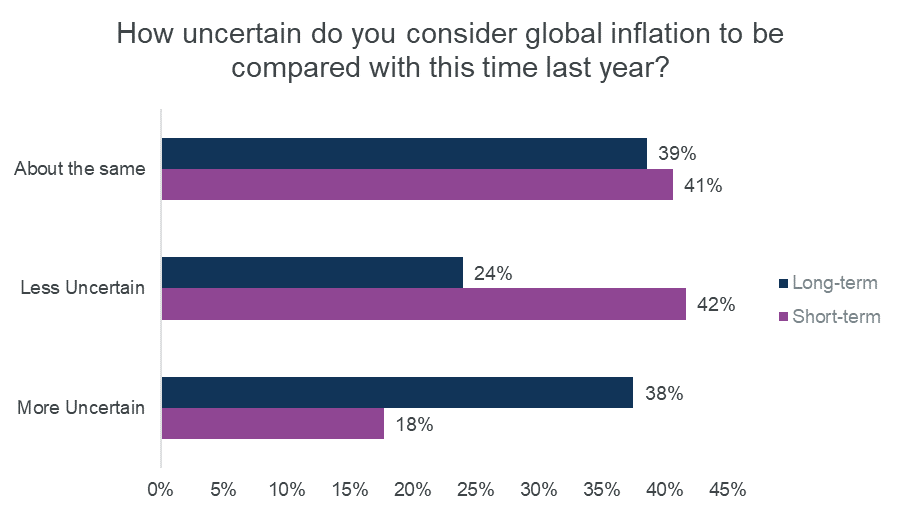 How uncertain do you consider global inflation to be
compared with this time last year?
About the same
39%
41%
Less Uncertain
24%
42%
Long-term
Short-term
More Uncertain
38%
18%
0% 5% 10% 15% 20% 25% 30% 35% 40% 45%